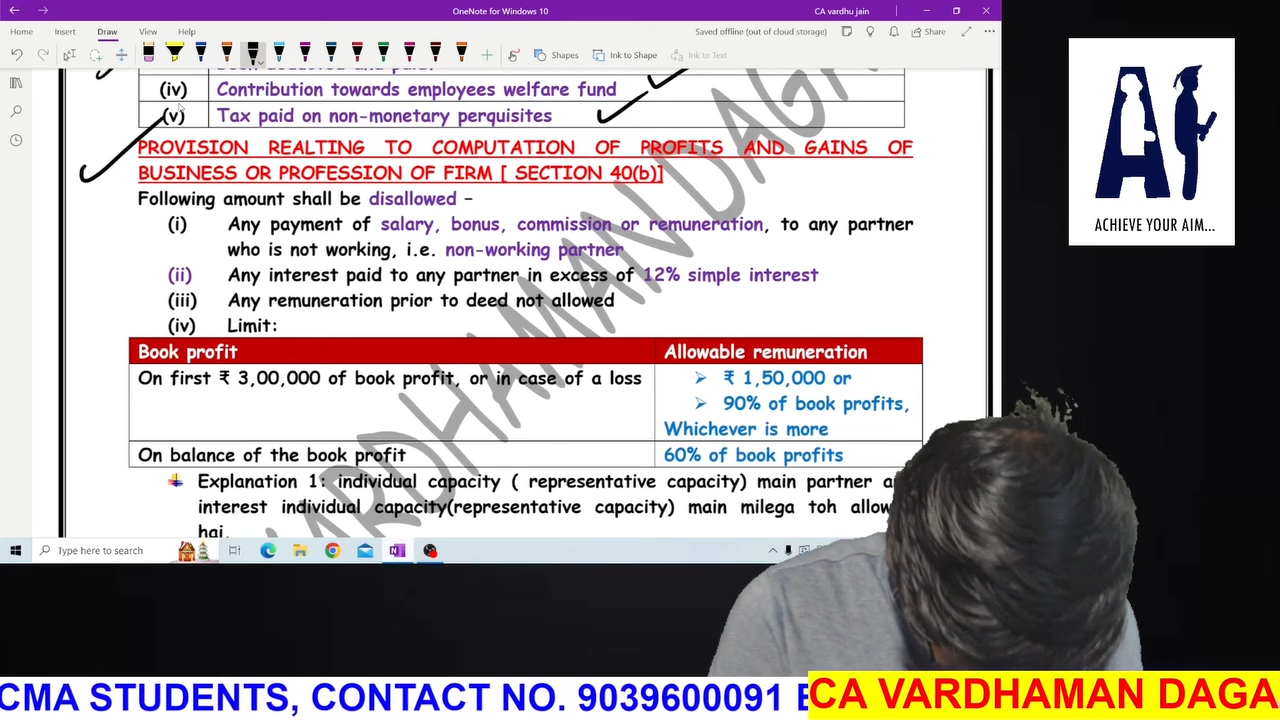 OneNote for Windows 10
CA vardhu jain
Home Insert Draw View Help
Saved offline (out of cloud storage)
Share
Shapes
Ink to Shape
Ink to Text
(iv) Contribution towards employees welfare fund
(v) Tax paid on non-monetary perquisites
PROVISION REALTING TO COMPUTATION OF PROFITS AND GAINS OF
BUSINESS OR PROFESSION OF FIRM [ SECTION 40(b)]
Following amount shall be disallowed –
(i) Any payment of salary, bonus, commission or remuneration, to any partner
who is not working, i.e. non-working partner
(ii) Any interest paid to any partner in excess of 12% simple interest
(iii) Any remuneration prior to deed not allowed
(iv) Limit:
Book profit Allowable remuneration
On first ₹ 3,00,000 of book profit, or in case of a loss ➢ ₹ 1,50,000 or
➢ 90% of book profits,
Whichever is more
On balance of the book profit 60% of book profits
Explanation 1: individual capacity ( representative capacity) main partner
interest individual capacity(representative capacity) main milega toh
hai.
VARDHAMAN DAGA
Type here to search
AI
ACHIEVE YOUR AIM...
CMA STUDENTS, CONTACT NO. 9039600091
CA VARDHAMAN DAGA